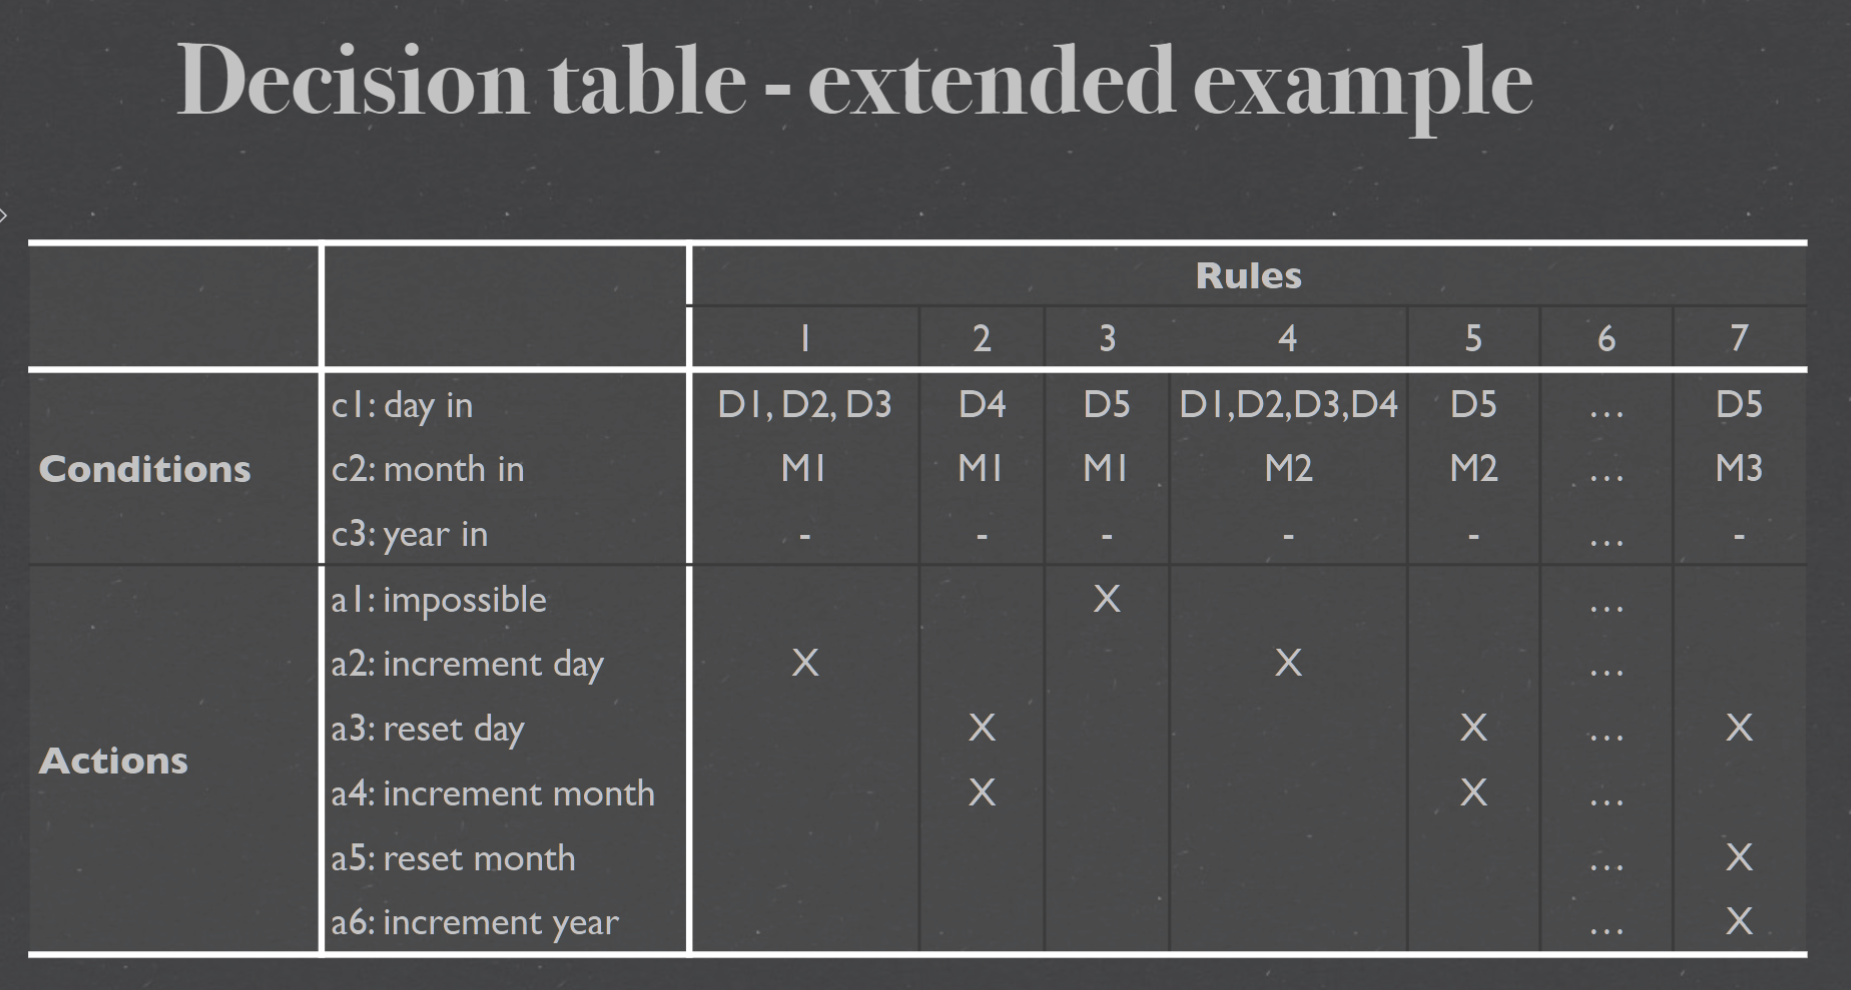 Decision table - extended example
Rules
1 2 3 4 5 6 7
Conditions
c1: day in D1, D2, D3 D4 D5 D1,D2,D3,D4 D5 … D5
c2: month in M1 M1 M1 M2 M2 … M3
c3: year in - - - - - … -
Actions
a1: impossible X …
a2: increment day X X …
a3: reset day X X … X
a4: increment month X X …
a5: reset month … X
a6: increment year … X